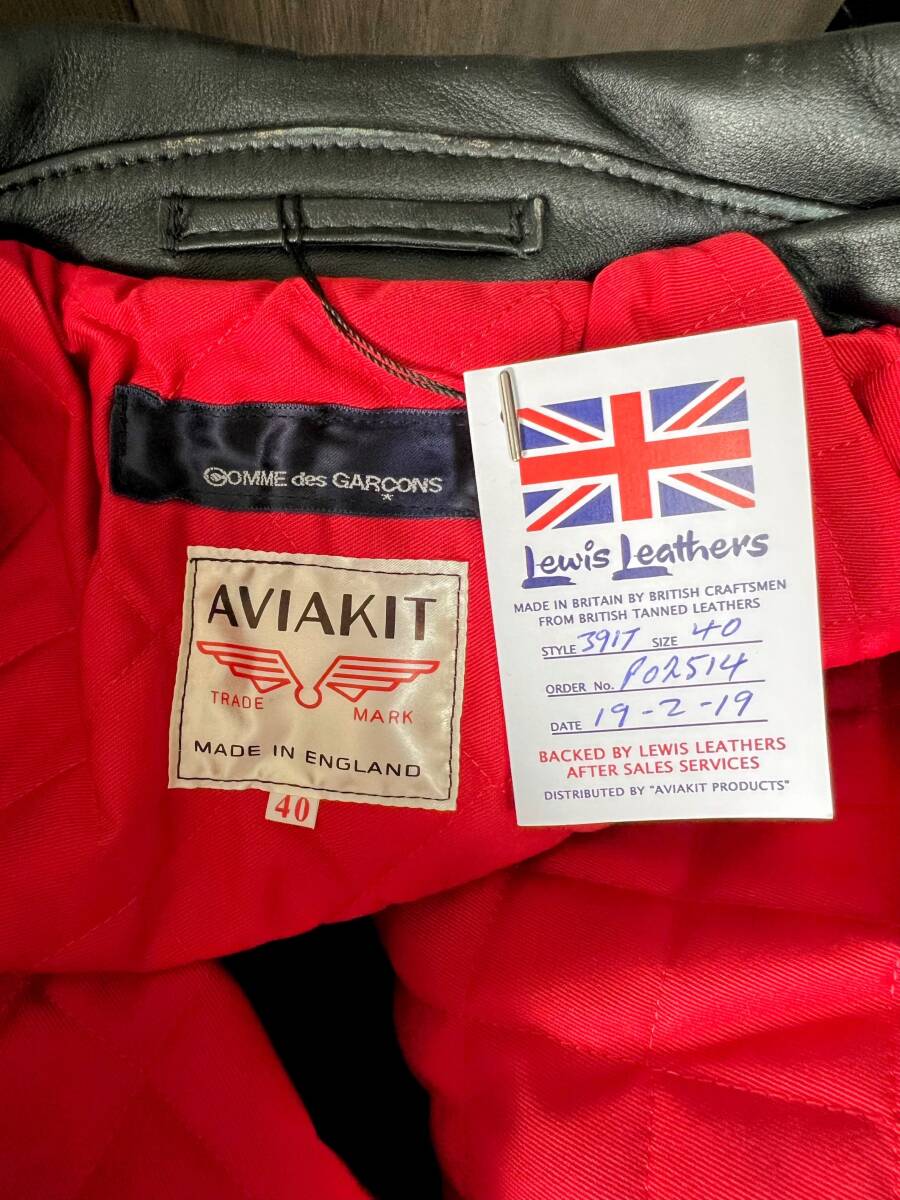 COMME des GARÇONS
*
AVIAKIT
TRADE MARK
MADE IN ENGLAND
40
Lewis Leathers
MADE IN BRITAIN BY BRITISH CRAFTSMEN
FROM BRITISH TANNED LEATHERS
STYLE 391T SIZE 40
ORDER No. PO2514
DATE 19-2-19
BACKED BY LEWIS LEATHERS
AFTER SALES SERVICES
DISTRIBUTED BY "AVIAKIT PRODUCTS"